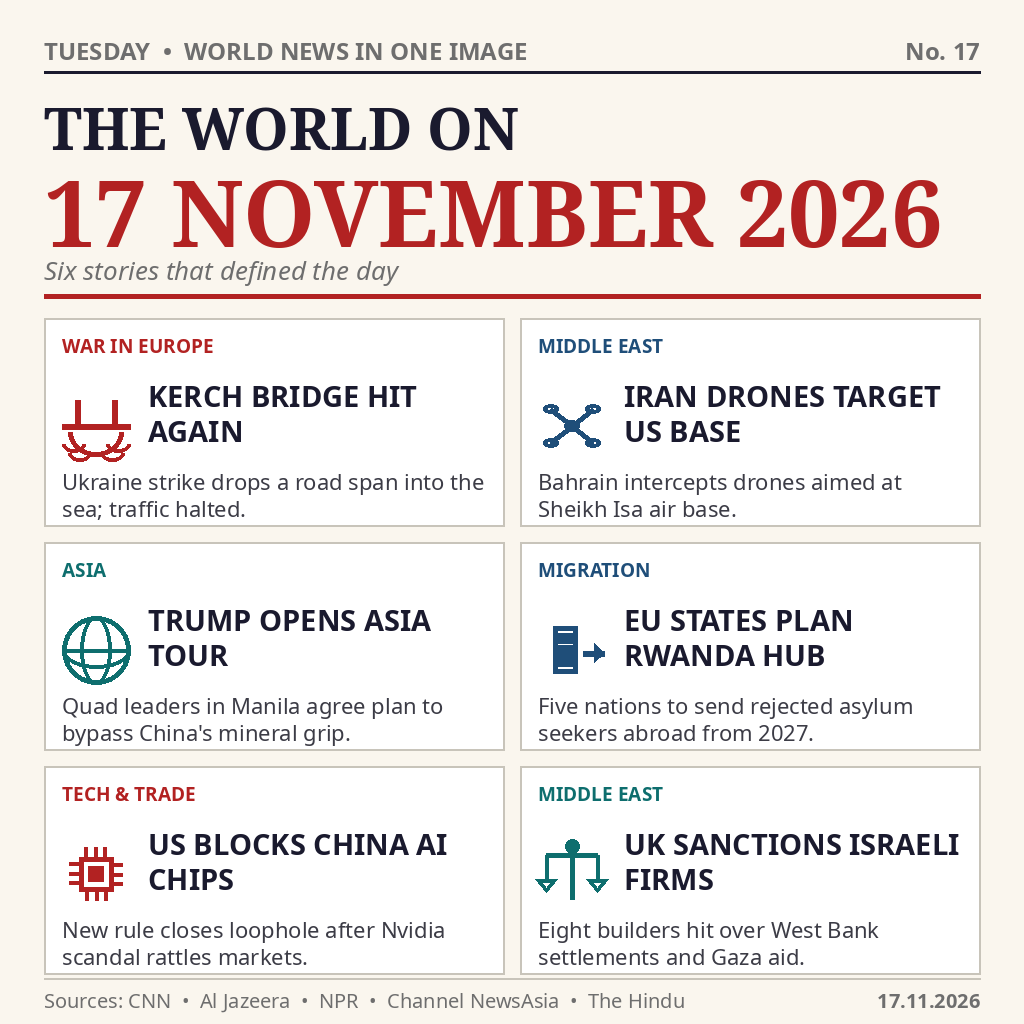 TUESDAY • WORLD NEWS IN ONE IMAGE
No. 17
THE WORLD ON
17 NOVEMBER 2026
Six stories that defined the day
WAR IN EUROPE
KERCH BRIDGE HIT
AGAIN
Ukraine strike drops a road span into the
sea; traffic halted.
MIDDLE EAST
IRAN DRONES TARGET
US BASE
Bahrain intercepts drones aimed at
Sheikh Isa air base.
ASIA
TRUMP OPENS ASIA
TOUR
Quad leaders in Manila agree plan to
bypass China's mineral grip.
MIGRATION
EU STATES PLAN
RWANDA HUB
Five nations to send rejected asylum
seekers abroad from 2027.
TECH & TRADE
US BLOCKS CHINA AI
CHIPS
New rule closes loophole after Nvidia
scandal rattles markets.
MIDDLE EAST
UK SANCTIONS ISRAELI
FIRMS
Eight builders hit over West Bank
settlements and Gaza aid.
Sources: CNN • Al Jazeera • NPR • Channel NewsAsia • The Hindu
17.11.2026